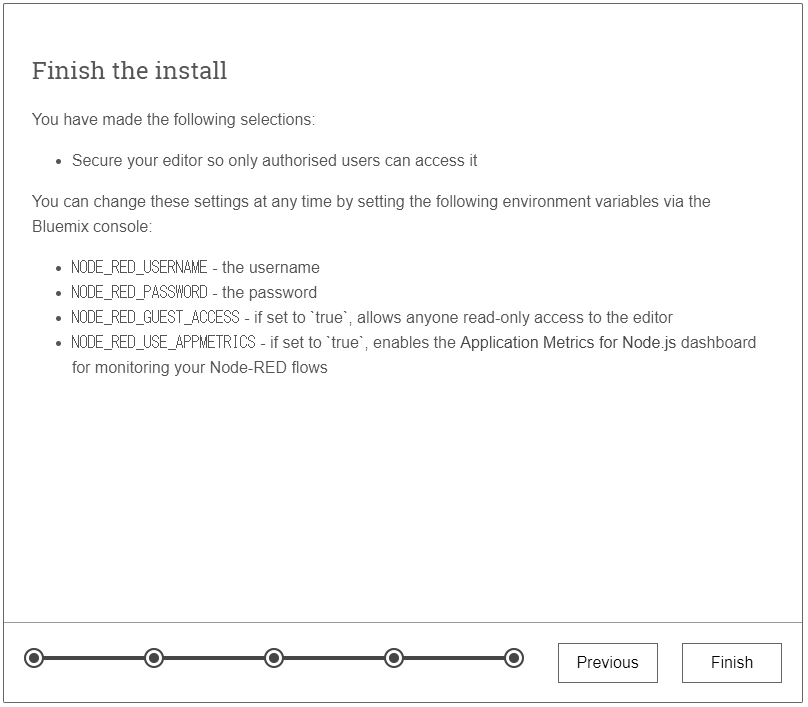 Finish the install
You have made the following selections:
• Secure your editor so only authorised users can access it
You can change these settings at any time by setting the following environment variables via the
Bluemix console:
• NODE_RED_USERNAME - the username
• NODE_RED_PASSWORD - the password
• NODE_RED_GUEST_ACCESS - if set to `true`, allows anyone read-only access to the editor
• NODE_RED_USE_APPMETRICS - if set to `true`, enables the Application Metrics for Node.js dashboard
for monitoring your Node-RED flows
Previous
Finish